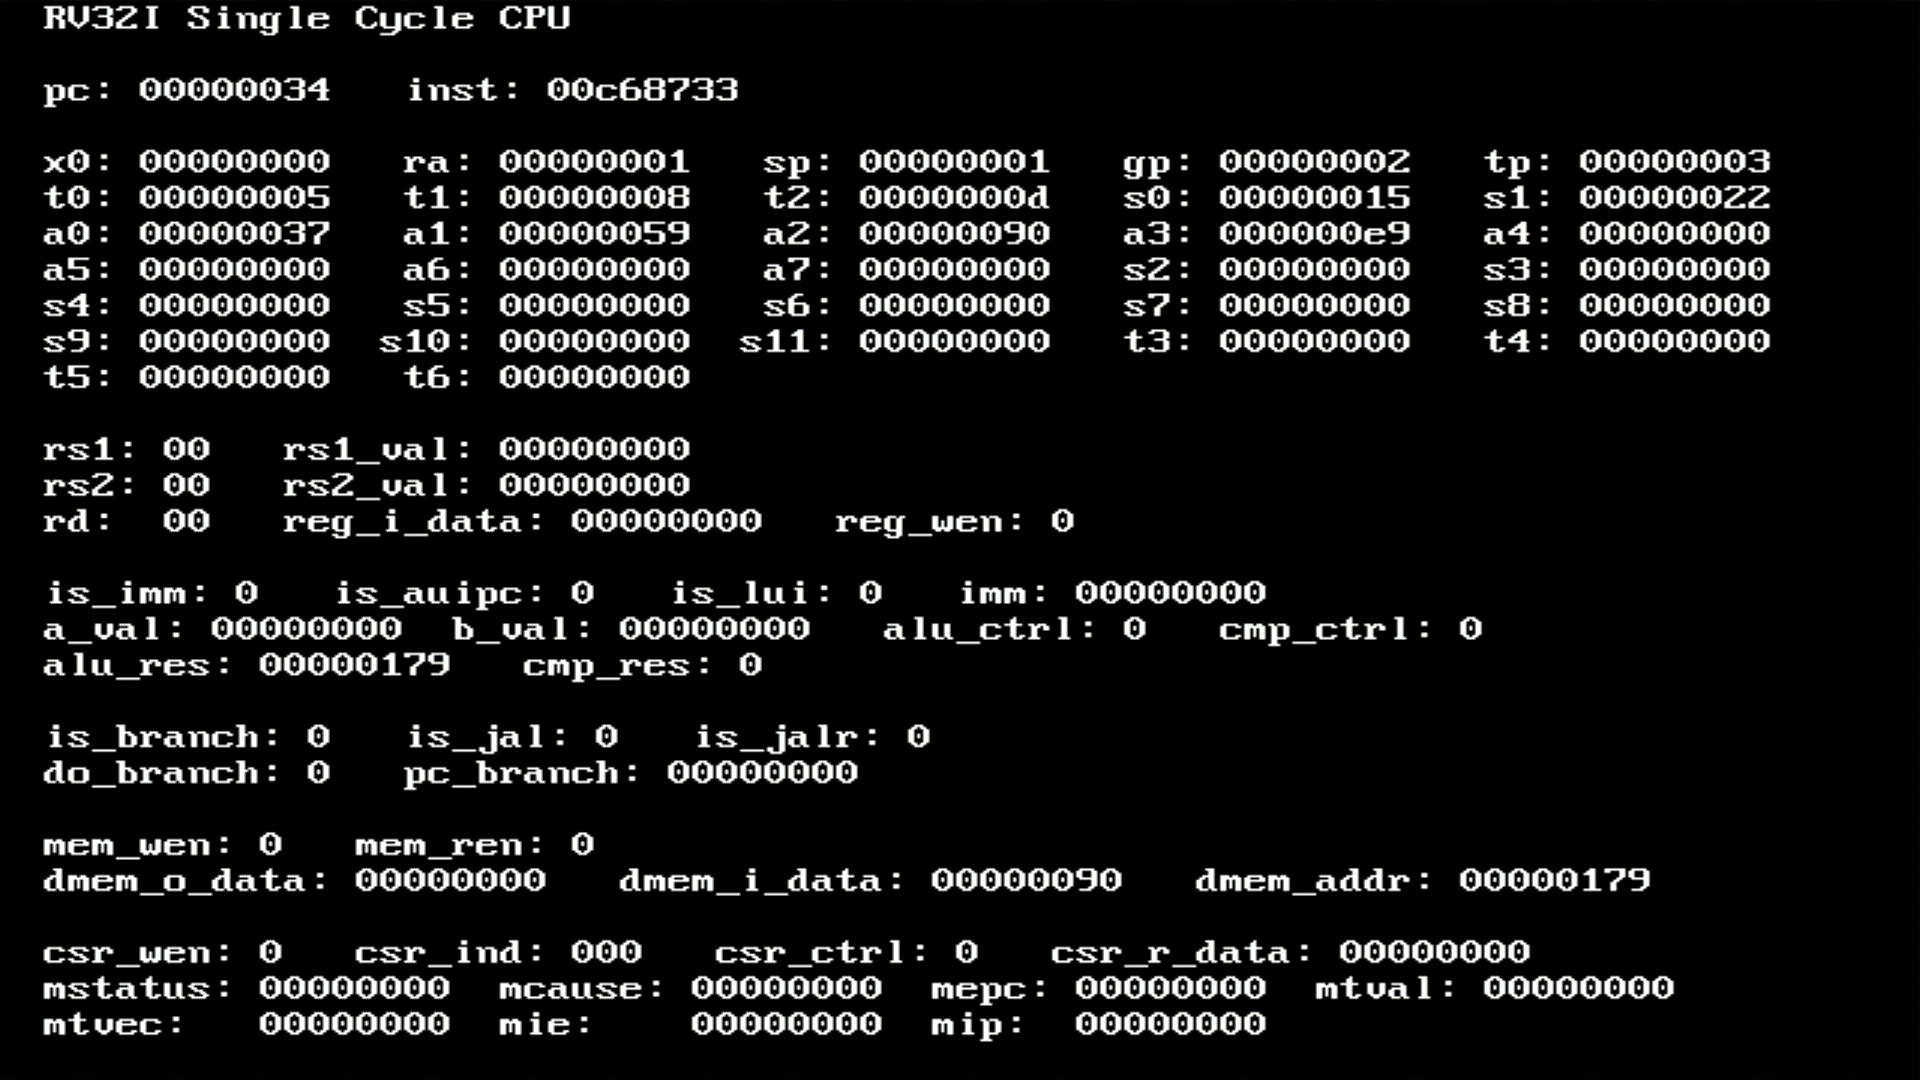 RV32I Single Cycle CPU
pc: 00000034 inst: 00c68733
x0: 00000000 ra: 00000001 sp: 00000001 gp: 00000002 tp: 00000003
t0: 00000005 t1: 00000008 t2: 0000000d s0: 00000015 s1: 00000022
a0: 00000037 a1: 00000059 a2: 00000090 a3: 000000e9 a4: 00000000
a5: 00000000 a6: 00000000 a7: 00000000 s2: 00000000 s3: 00000000
s4: 00000000 s5: 00000000 s6: 00000000 s7: 00000000 s8: 00000000
s9: 00000000 s10: 00000000 s11: 00000000 t3: 00000000 t4: 00000000
t5: 00000000 t6: 00000000
rs1: 00 rs1_val: 00000000
rs2: 00 rs2_val: 00000000
rd: 00 reg_i_data: 00000000 reg_wen: 0
is_imm: 0 is_auipc: 0 is_lui: 0 imm: 00000000
a_val: 00000000 b_val: 00000000 alu_ctrl: 0 cmp_ctrl: 0
alu_res: 00000179 cmp_res: 0
is_branch: 0 is_jal: 0 is_jalr: 0
do_branch: 0 pc_branch: 00000000
mem_wen: 0 mem_ren: 0
dmem_o_data: 00000000 dmem_i_data: 00000090 dmem_addr: 00000179
csr_wen: 0 csr_ind: 000 csr_ctrl: 0 csr_r_data: 00000000
mstatus: 00000000 mcause: 00000000 mepc: 00000000 mtval: 00000000
mtvec: 00000000 mie: 00000000 mip: 00000000